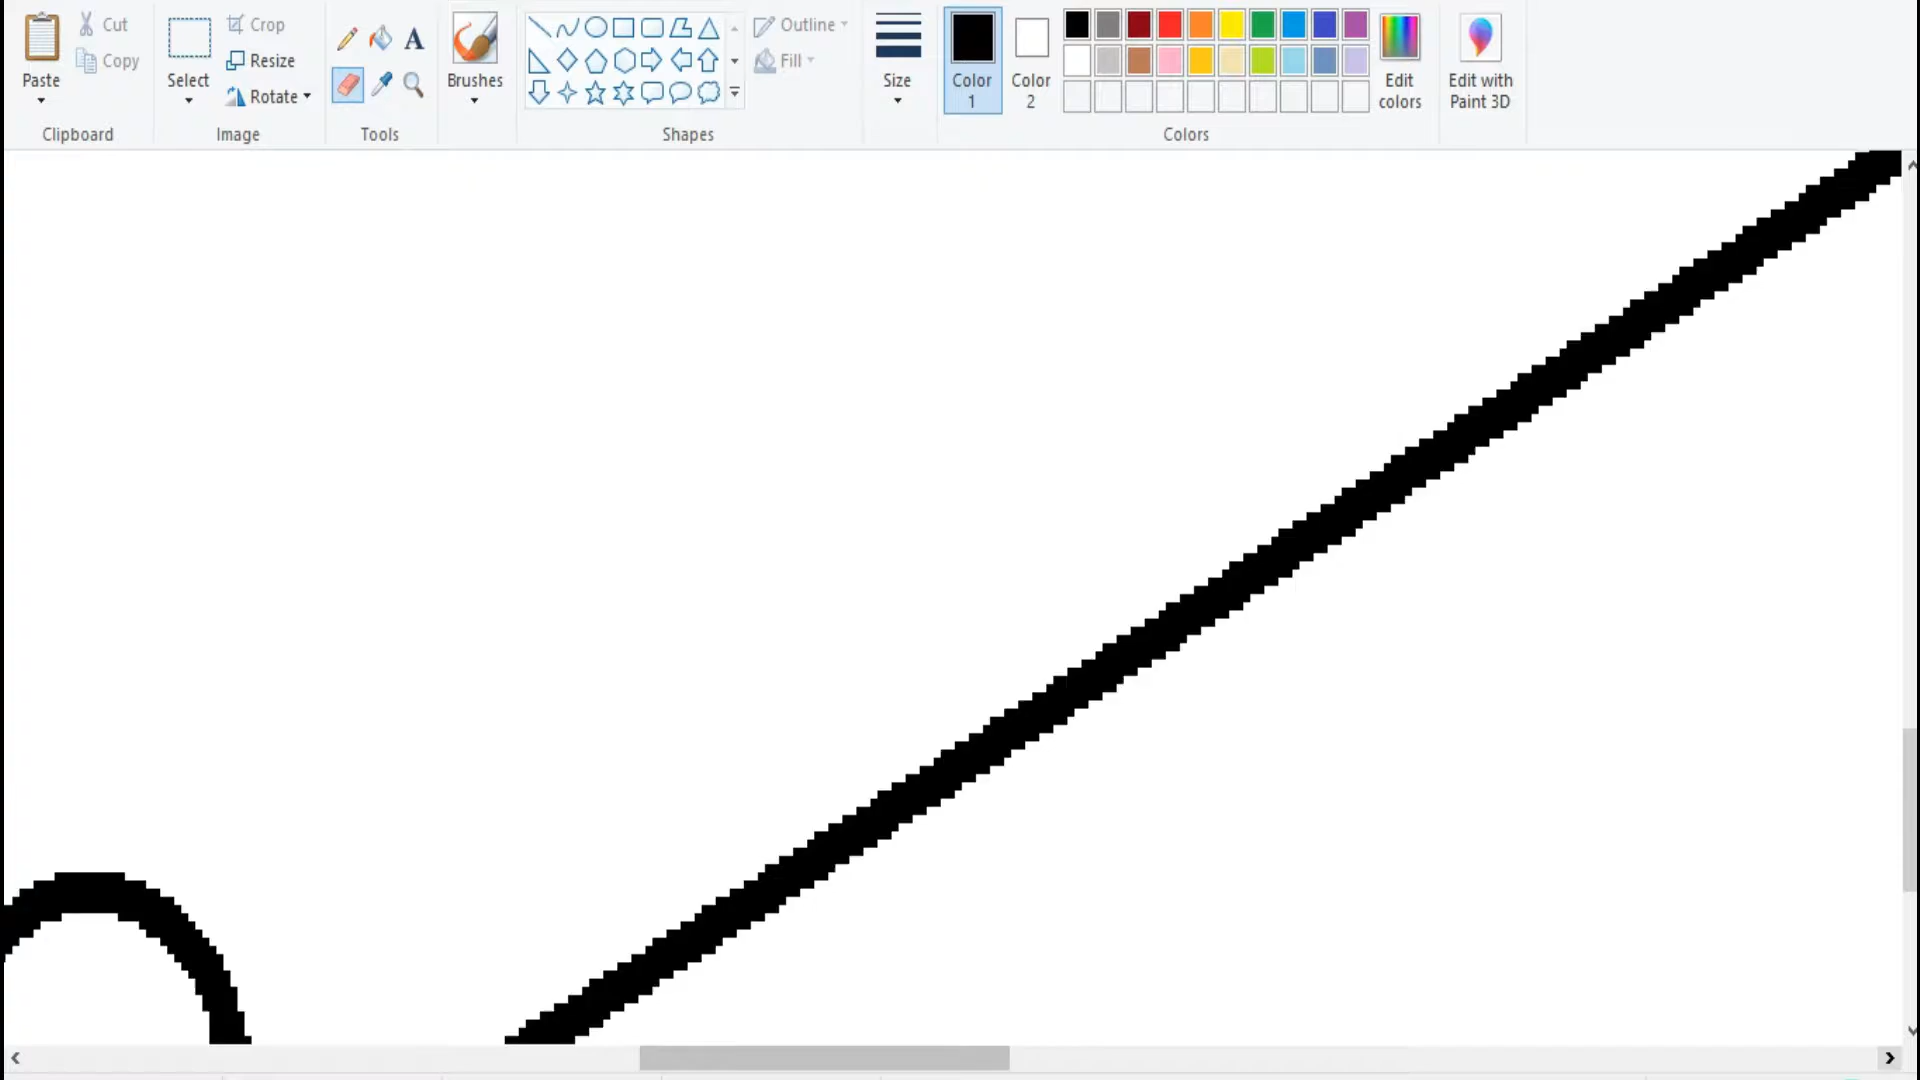 Paste
Cut
Copy
Clipboard
Select
Crop
Resize
Rotate
Image
A
Tools
Brushes
Shapes
Outline
Fill
Size
Color
1
Color
2
Edit
colors
Colors
Edit with
Paint 3D